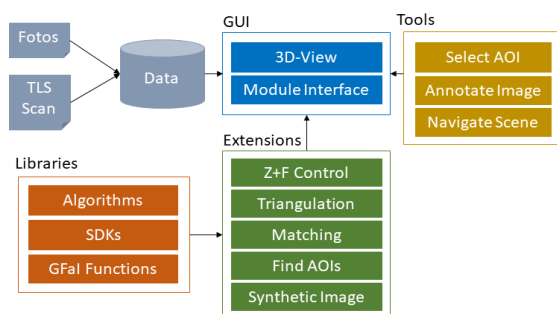 Fotos
TLS
Scan
Data
GUI
3D-View
Module Interface
Tools
Select AOI
Annotate Image
Navigate Scene
Libraries
Algorithms
SDKs
GFaI Functions
Extensions
Z+F Control
Triangulation
Matching
Find AOIs
Synthetic Image